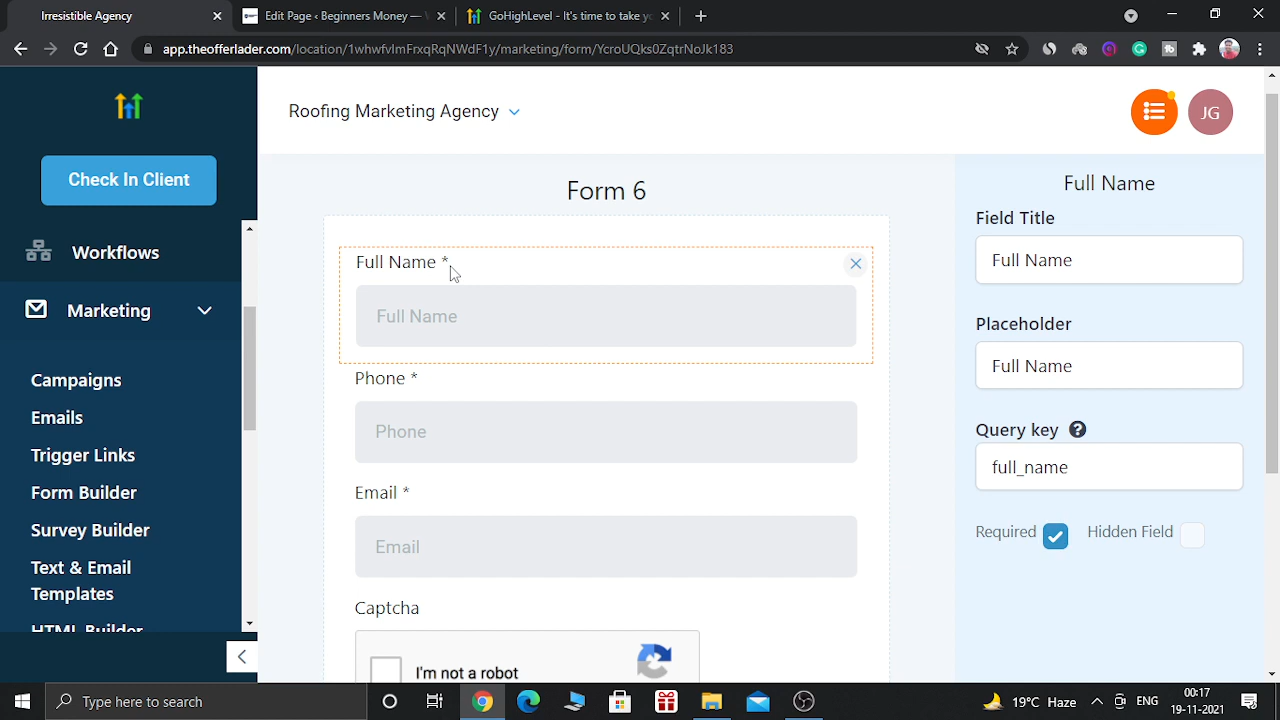 Irresistible Agency
Edit Page ‹ Beginners Money —
GoHighLevel - It's time to take yo
app.theofferlader.com/location/1whwfvImFrxqRqNWdF1y/marketing/form/YcroUQks0ZqtrNoJk183
Roofing Marketing Agency
JG
Check In Client
Workflows
Marketing
Campaigns
Emails
Trigger Links
Form Builder
Survey Builder
Text & Email
Templates
HTML Builder
Form 6
Full Name *
Full Name
Phone *
Phone
Email *
Email
Captcha
I'm not a robot
Full Name
Field Title
Full Name
Placeholder
Full Name
Query key
full_name
Required
Hidden Field
Type here to search
19°C Haze
ENG
00:17
19-11-2021